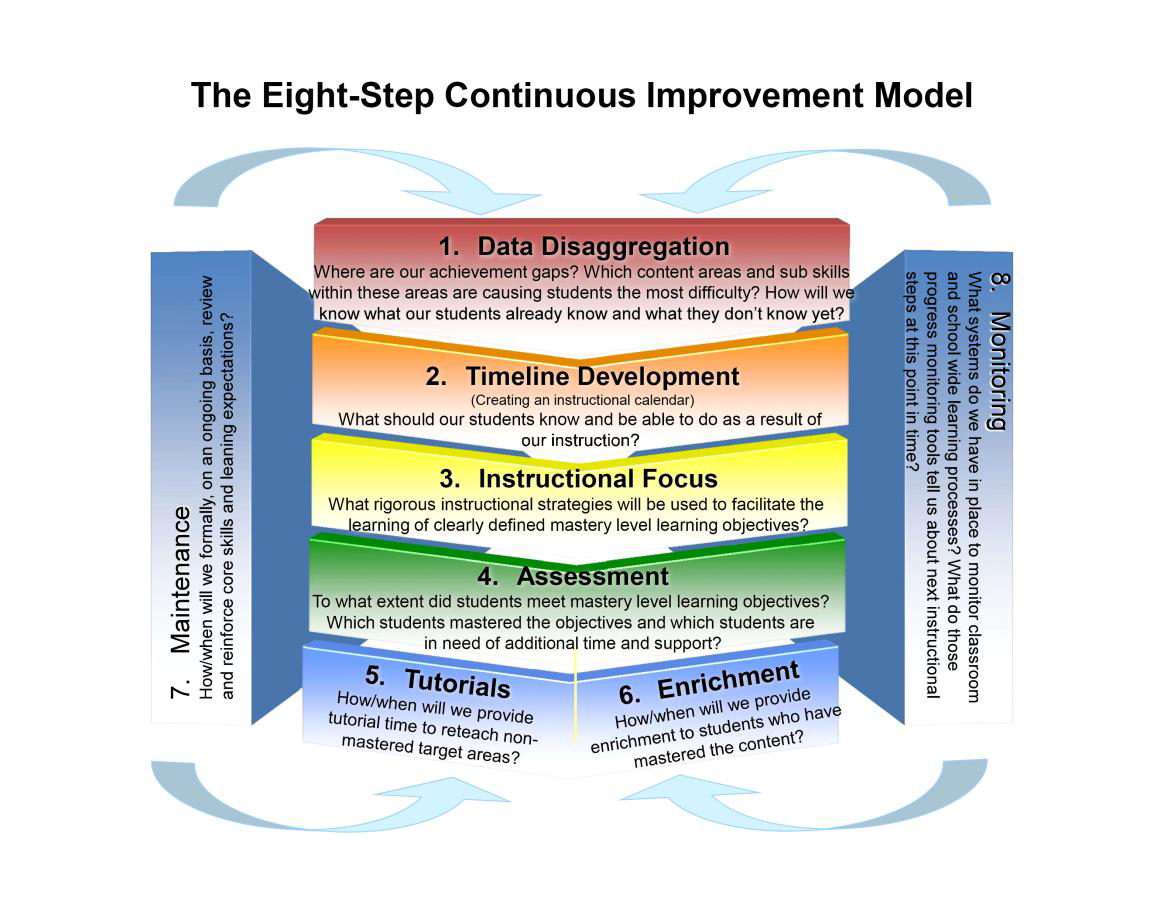 The Eight-Step Continuous Improvement Model
1. Data Disaggregation
Where are our achievement gaps? Which content areas and sub skills
within these areas are causing students the most difficulty? How will we
know what our students already know and what they don't know yet?
2. Timeline Development
(Creating an instructional calendar)
What should our students know and be able to do as a result of
our instruction?
3. Instructional Focus
What rigorous instructional strategies will be used to facilitate the
learning of clearly defined mastery level learning objectives?
4. Assessment
To what extent did students meet mastery level learning objectives?
Which students mastered the objectives and which students are
in need of additional time and support?
5. Tutorials
How/when will we provide
tutorial time to reteach non-
mastered target areas?
6. Enrichment
How/when will we provide
enrichment to students who have
mastered the content?
7. Maintenance
How/when will we formally, on an ongoing basis, review
and reinforce core skills and leaning expectations?
8. Monitoring
What systems do we have in place to monitor classroom
and school wide learning processes? What do those
progress monitoring tools tell us about next instructional
steps at this point in time?